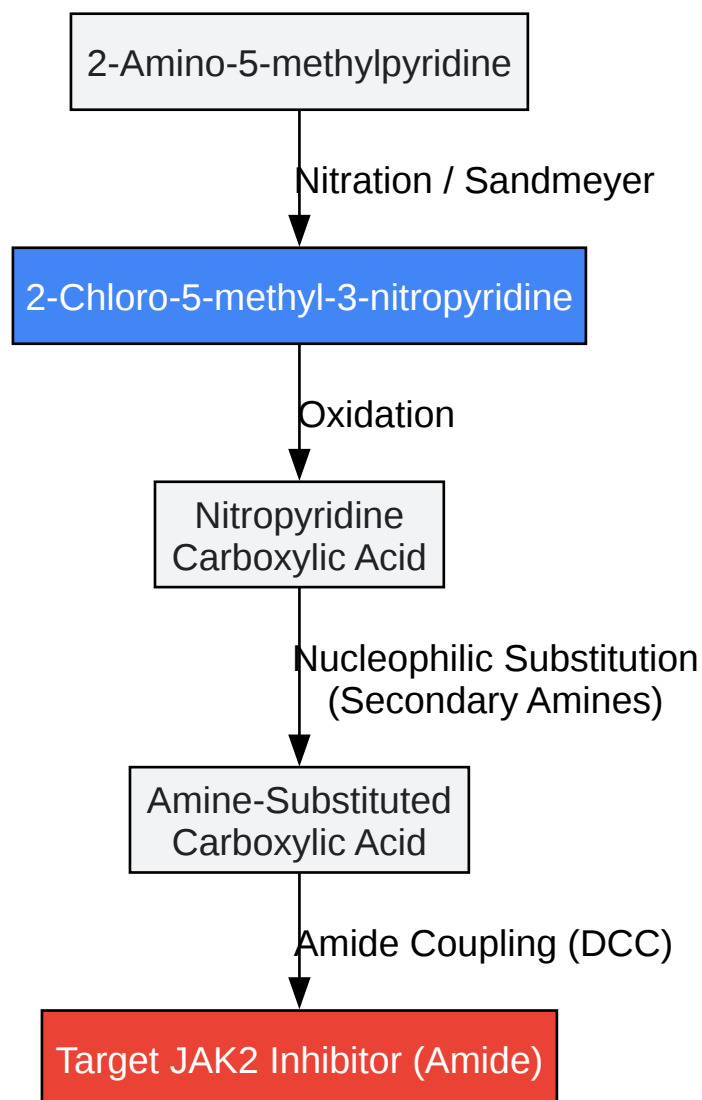 2-Amino-5-methylpyridine
Nitration / Sandmeyer
2-Chloro-5-methyl-3-nitropyridine
Oxidation
Nitropyridine
Carboxylic Acid
Nucleophilic Substitution
(Secondary Amines)
Amine-Substituted
Carboxylic Acid
Amide Coupling (DCC)
Target JAK2 Inhibitor (Amide)